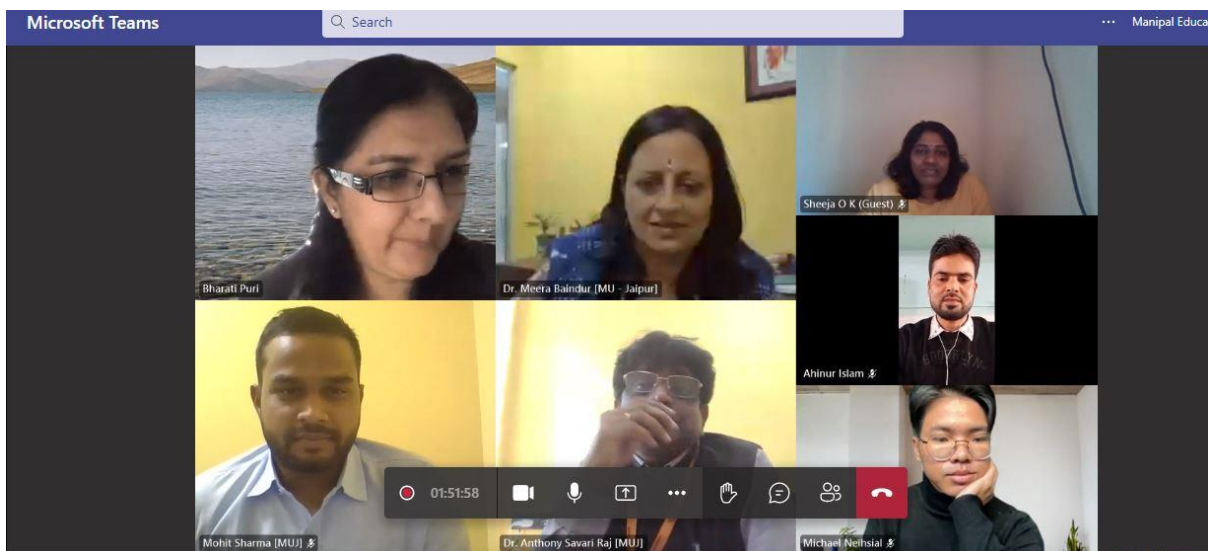 Microsoft Teams
Search
Manipal Educa
Bharati Puri
Dr. Meera Baindur [MU - Jaipur]
Sheeja O K (Guest)
BROOKLYN
Ahinur Islam
01:51:58
Mohit Sharma [MUJ]
Dr. Anthony Savari Raj [MUJ]
Michael Neihsial